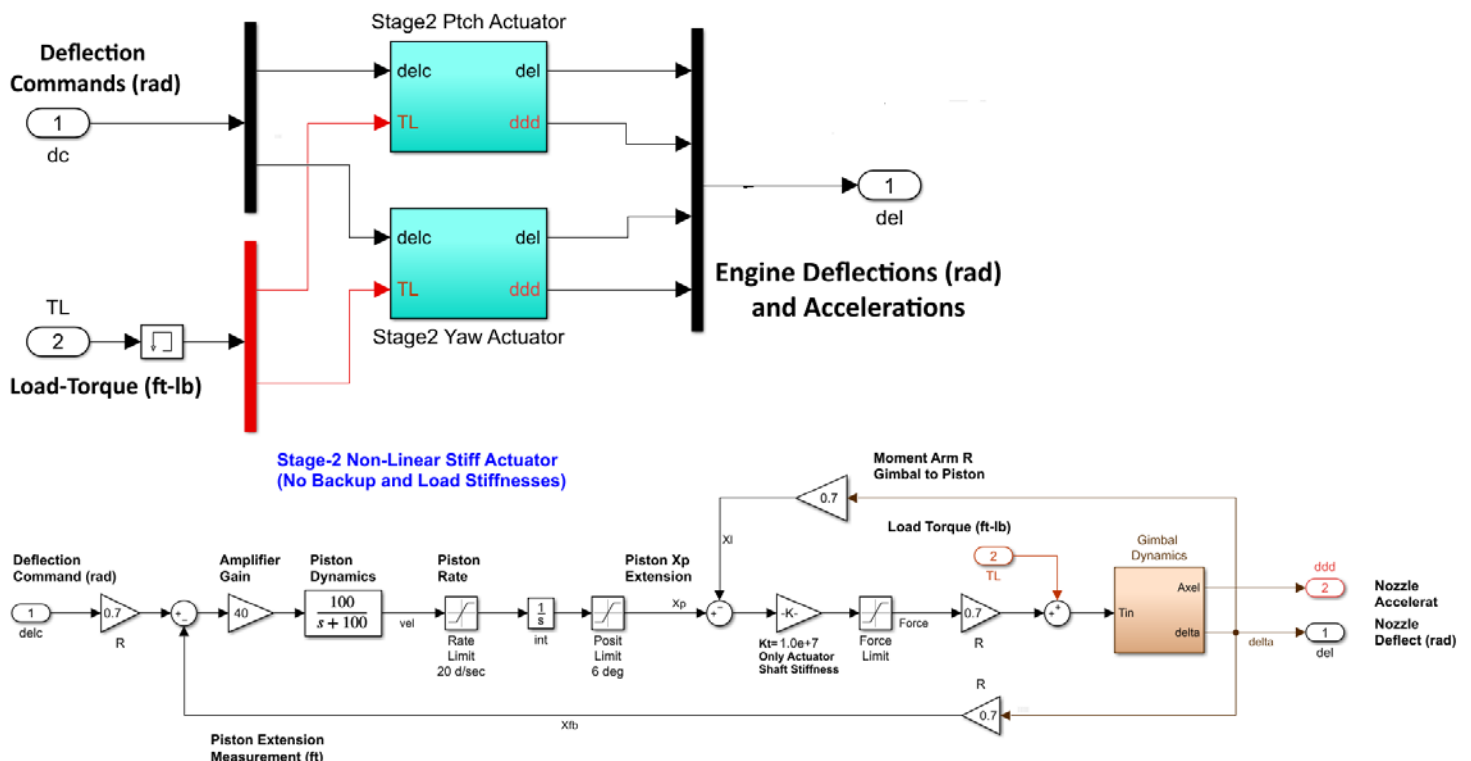 Stage2 Ptch Actuator
Deflection
Commands (rad)
1
dc
delc
del
TL
ddd
delc
del
TL
ddd
Stage2 Yaw Actuator
1
del
Engine Deflections (rad)
and Accelerations
TL
2
Load-Torque (ft-lb)
Stage-2 Non-Linear Stiff Actuator
(No Backup and Load Stiffnesses)
Moment Arm R
Gimbal to Piston
0.7
Xl
Load Torque (ft-lb)
2
TL
Gimbal
Dynamics
Tin
Axel
delta
ddd
2
Nozzle
Accelerat
1
del
Nozzle
Deflect (rad)
delta
Deflection
Command (rad)
1
delc
0.7
R
Amplifier
Gain
40
Piston
Dynamics
100
s + 100
vel
Piston
Rate
Rate
Limit
20 d/sec
1
s
int
Posit
Limit
6 deg
Piston Xp
Extension
Xp
-K-
Kt= 1.0e+7
Only Actuator
Shaft Stiffness
Force
Limit
Force
0.7
R
R
0.7
Xfb
Piston Extension
Measurement (ft)